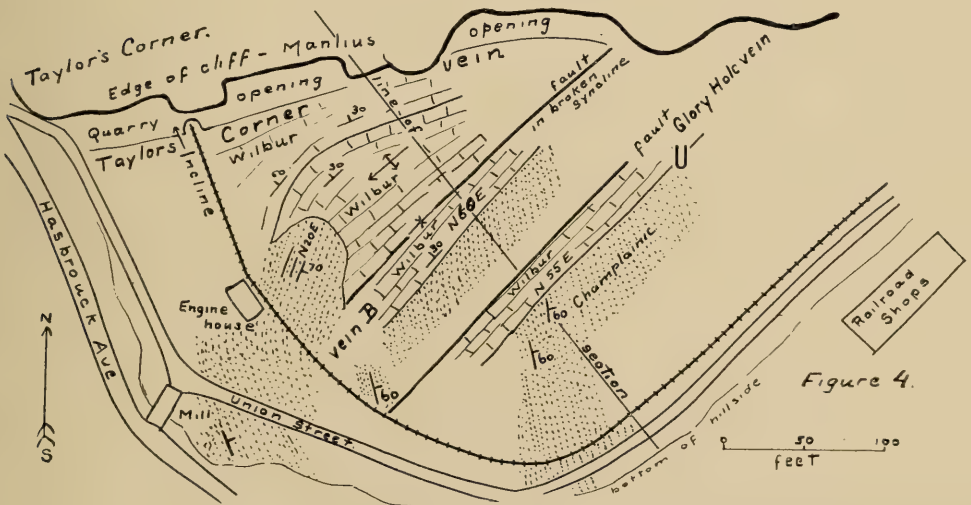 Taylor's Corner.
Edge of cliff - Manlius
opening
vein
opening
Quarry
Corner
Taylors
Wilbur
Incline
line of
section
fault
in broken
syncline
fault
Glory Hole vein
U
30
50
30
Wilbur
N20E
70
Wilbur
N60E
30
*
vein B
Wilbur
N55E
Champlanic
60
60
60
Hasbrouck Ave
Engine
house
Mill
Union
Street
bottom of hillside
Railroad
Shops
Figure 4.
0 50 100
feet
N
S